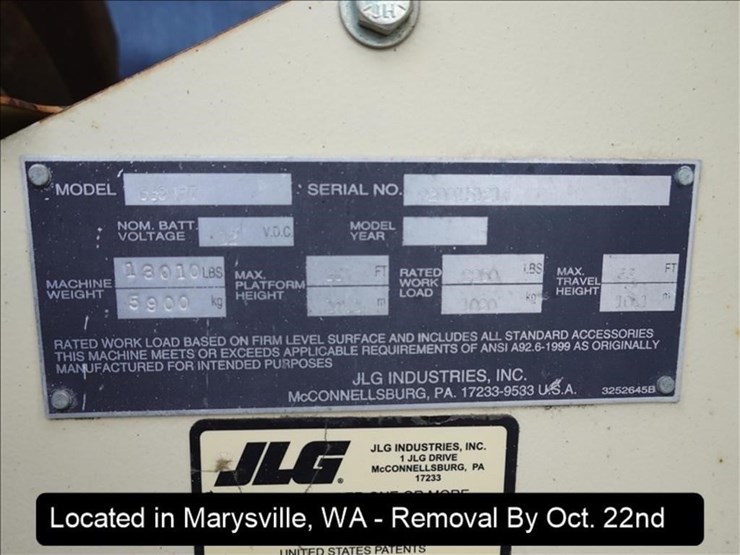 HS
MODEL SERIAL NO.
NOM. BATT. VOLTAGE V.D.C MODEL YEAR
MACHINE WEIGHT 13010 LBS 5900 kg MAX. PLATFORM HEIGHT FT m RATED WORK LOAD LBS kg MAX. TRAVEL HEIGHT FT m
RATED WORK LOAD BASED ON FIRM LEVEL SURFACE AND INCLUDES ALL STANDARD ACCESSORIES
THIS MACHINE MEETS OR EXCEEDS APPLICABLE REQUIREMENTS OF ANSI A92.6-1999 AS ORIGINALLY
MANUFACTURED FOR INTENDED PURPOSES
JLG INDUSTRIES, INC.
McCONNELLSBURG, PA. 17233-9533 U.S.A. 3252645B
JLG
JLG INDUSTRIES, INC.
1 JLG DRIVE
McCONNELLSBURG, PA
17233
ONE OR MORE
Located in Marysville, WA - Removal By Oct. 22nd
UNITED STATES PATENTS